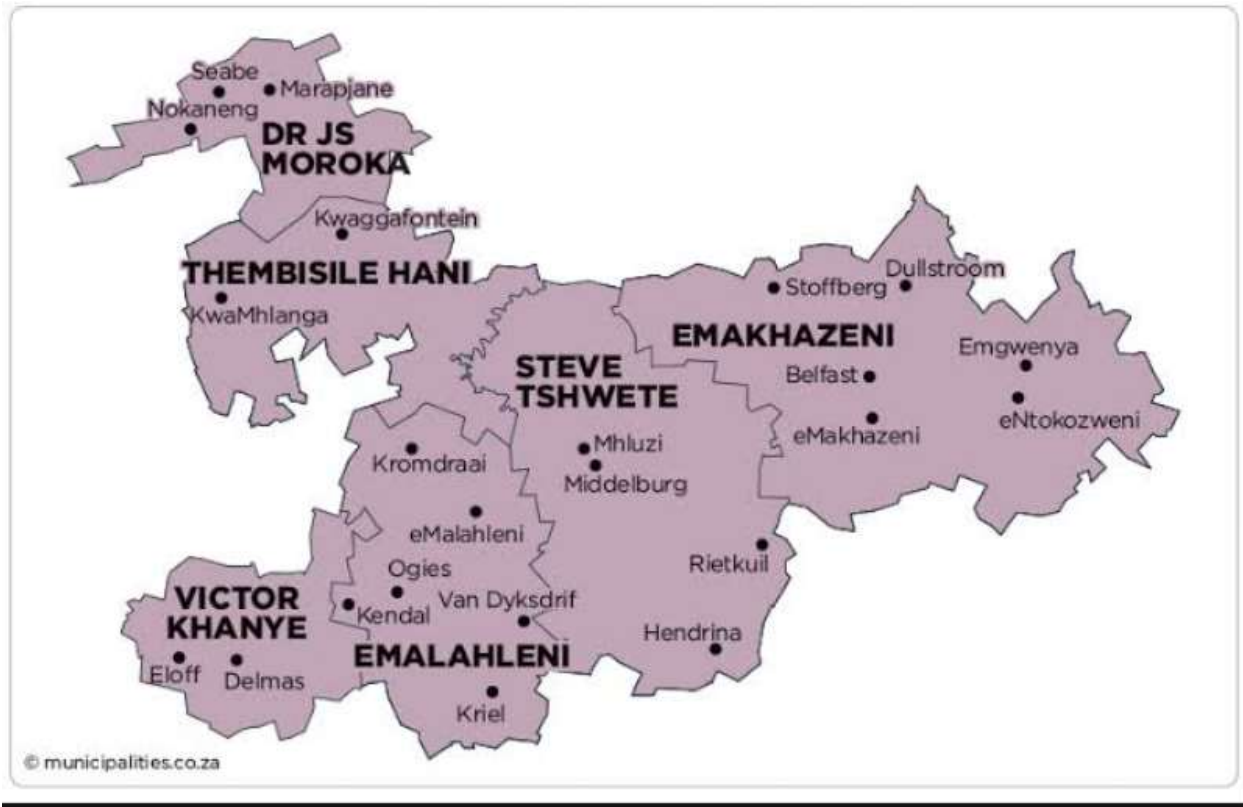 Seabe
Marapjane
Nokaneng
DR JS
MOROKA
Kwaggafontein
THEMBISILE HANI
KwaMhlanga
Dullstroom
Stoffberg
EMAKHAZENI
Emgwenya
Belfast
eNtokozweni
eMakhazeni
STEVE
TSHWETE
Mhluzi
Middelburg
Kromdraai
eMalahleni
Rietkuil
Ogies
Van Dyksdrif
Kendal
Hendrina
VICTOR
KHANYE
EMALAHLENI
Eloff
Delmas
Kriel
© municipalities.co.za